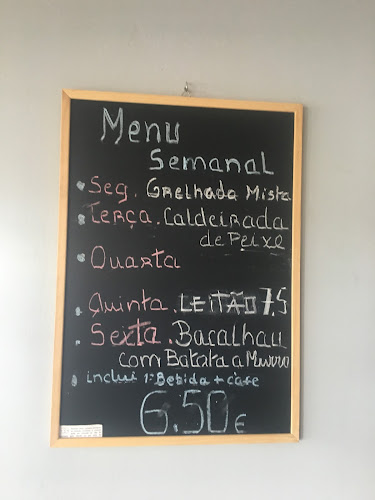 Menu
Semanal
• Seg. Grelhada Mista
• Terça. Caldeirada
de Peixe
• Quarta
• Quinta. LEITÃO 7,5
• Sexta. Bacalhau
com Batata a Murro
• inclui 1ª Bebida + café
6.50€